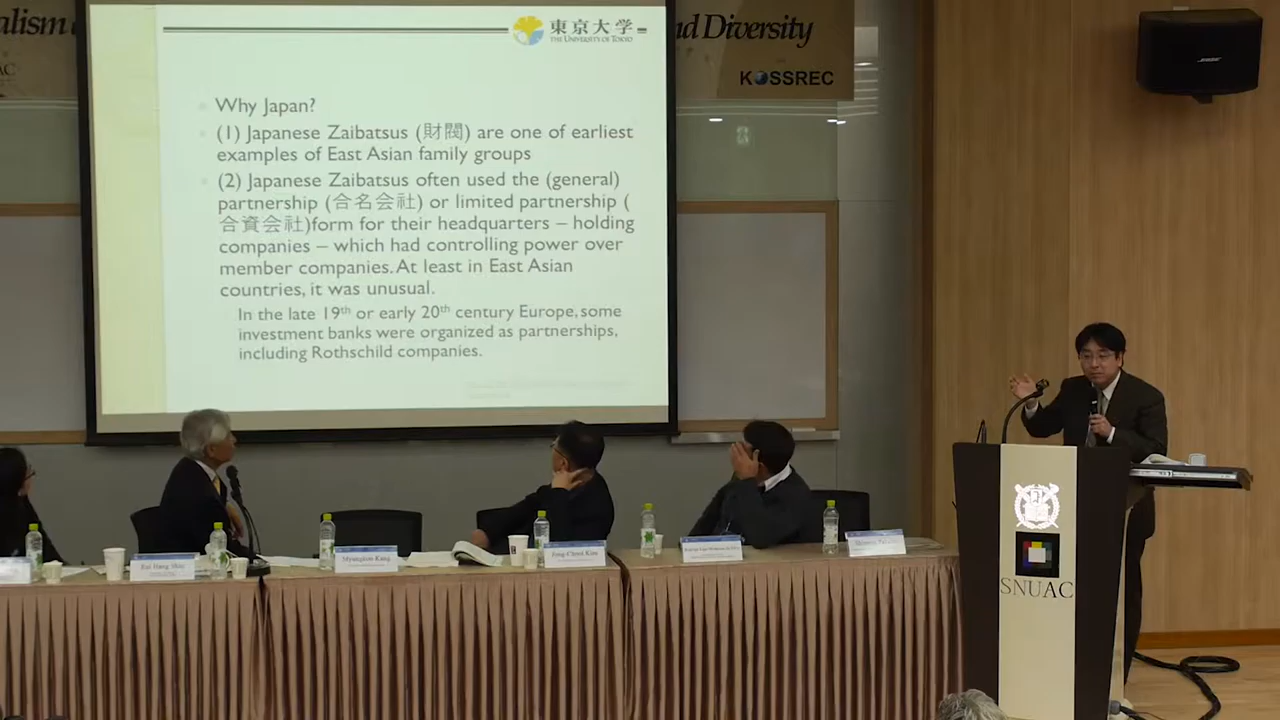 alism
nd Diversity
AC
KOSSREC
BOSE
東京大学
THE UNIVERSITY OF TOKYO
Why Japan?
(1) Japanese Zaibatsus (財閥) are one of earliest
examples of East Asian family groups
(2) Japanese Zaibatsus often used the (general)
partnership (合名会社) or limited partnership (
合資会社)form for their headquarters – holding
companies – which had controlling power over
member companies. At least in East Asian
countries, it was unusual.
In the late 19th or early 20th century Europe, some
investment banks were organized as partnerships,
including Rothschild companies.
Myungkoo Kang
SNUAC